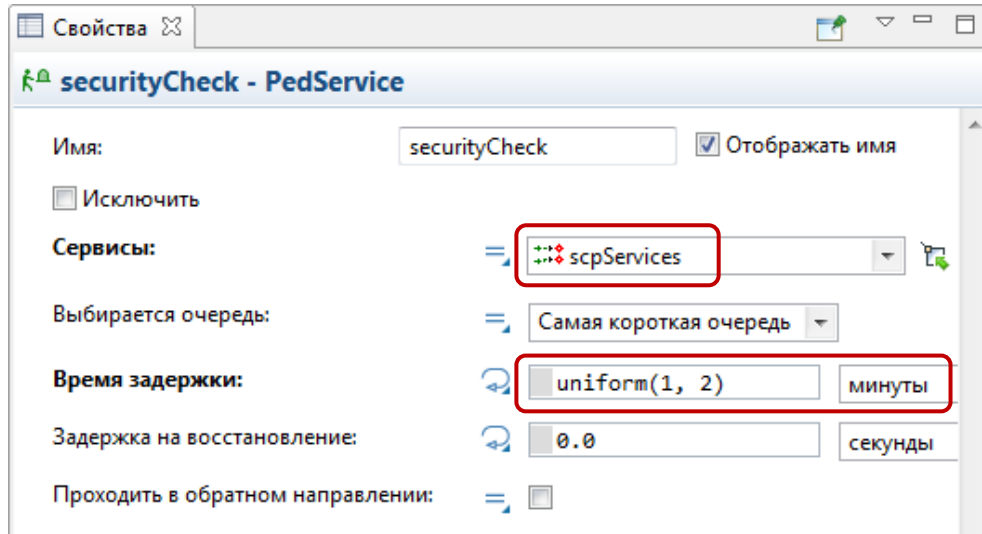 Свойства
securityCheck - PedService
Имя: securityCheck Отображать имя
Исключить
Сервисы: scpServices
Выбирается очередь: Самая короткая очередь
Время задержки: uniform(1, 2) минуты
Задержка на восстановление: 0.0 секунды
Проходить в обратном направлении: